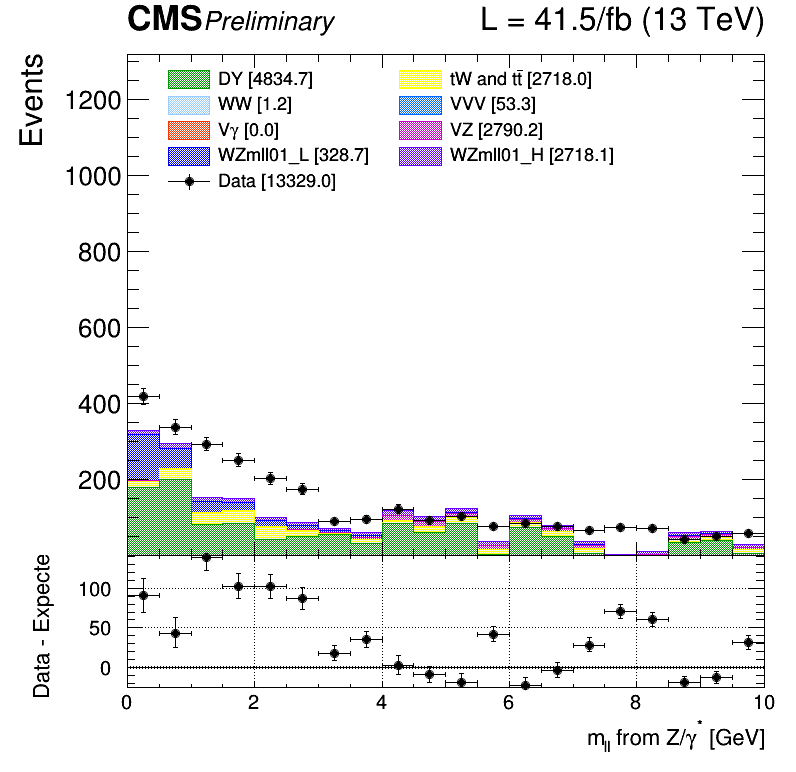 CMS Preliminary L = 41.5/fb (13 TeV)
Events
DY [4834.7] tW and tt̄ [2718.0]
WW [1.2] VVV [53.3]
Vγ [0.0] VZ [2790.2]
WZmll01_L [328.7] WZmll01_H [2718.1]
Data [13329.0]
1200
1000
800
600
400
200
Data - Expecte
100
50
0
0 2 4 6 8 10
m_ll from Z/γ* [GeV]